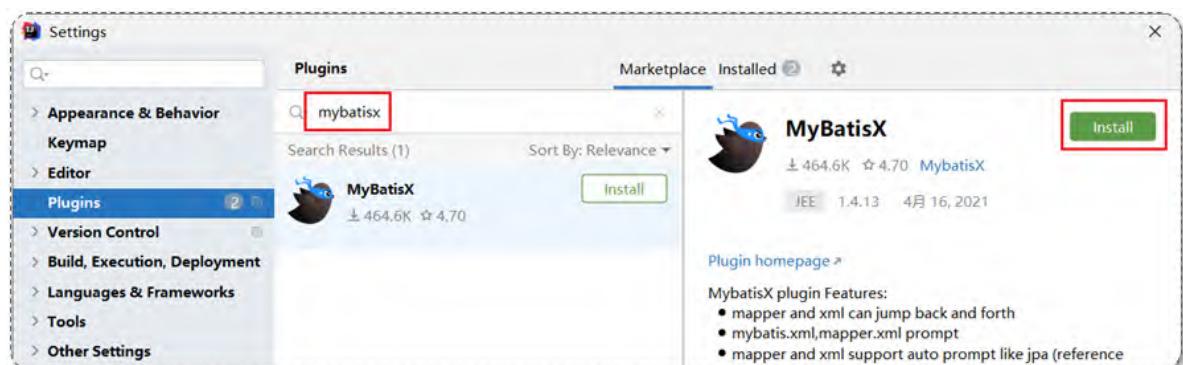 Settings
Plugins
Marketplace Installed 2
Appearance & Behavior
Keymap
Editor
Plugins 2
Version Control
Build, Execution, Deployment
Languages & Frameworks
Tools
Other Settings
mybatisx
Search Results (1) Sort By: Relevance
MyBatisX
Install
464.6K 4.70
MyBatisX
Install
464.6K 4.70 MybatisX
JEE 1.4.13 4月 16, 2021
Plugin homepage
MybatisX plugin Features:
• mapper and xml can jump back and forth
• mybatis.xml,mapper.xml prompt
• mapper and xml support auto prompt like jpa (reference